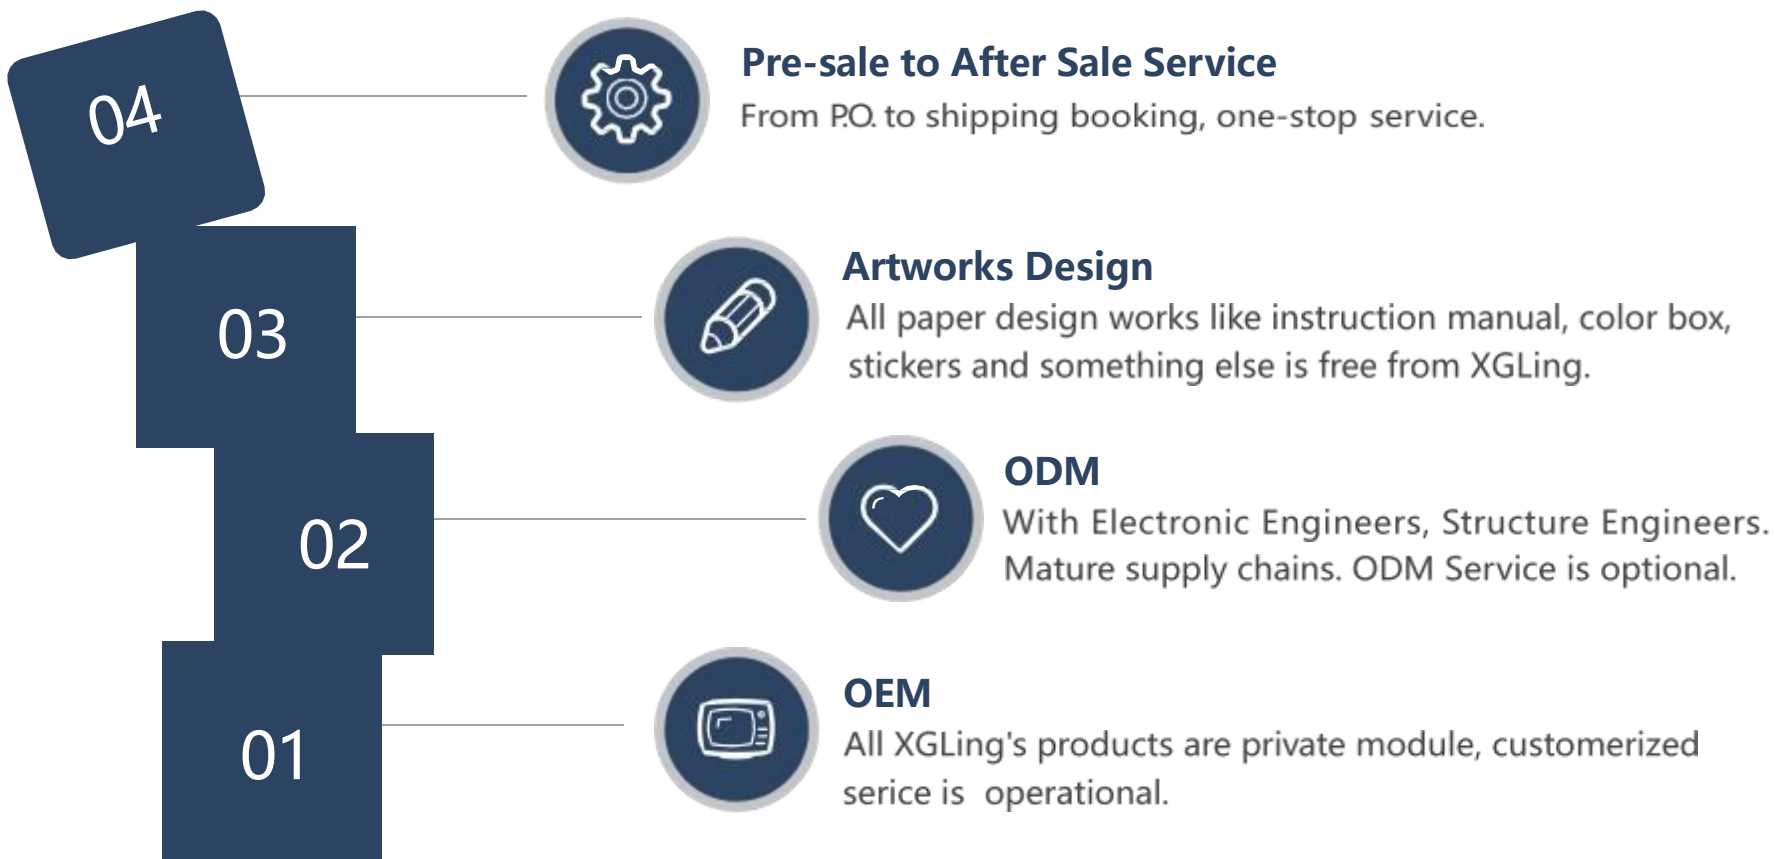 04
Pre-sale to After Sale Service
From P.O. to shipping booking, one-stop service.
03
Artworks Design
All paper design works like instruction manual, color box,
stickers and something else is free from XGLing.
02
ODM
With Electronic Engineers, Structure Engineers.
Mature supply chains. ODM Service is optional.
01
OEM
All XGLing's products are private module, customerized
serice is operational.